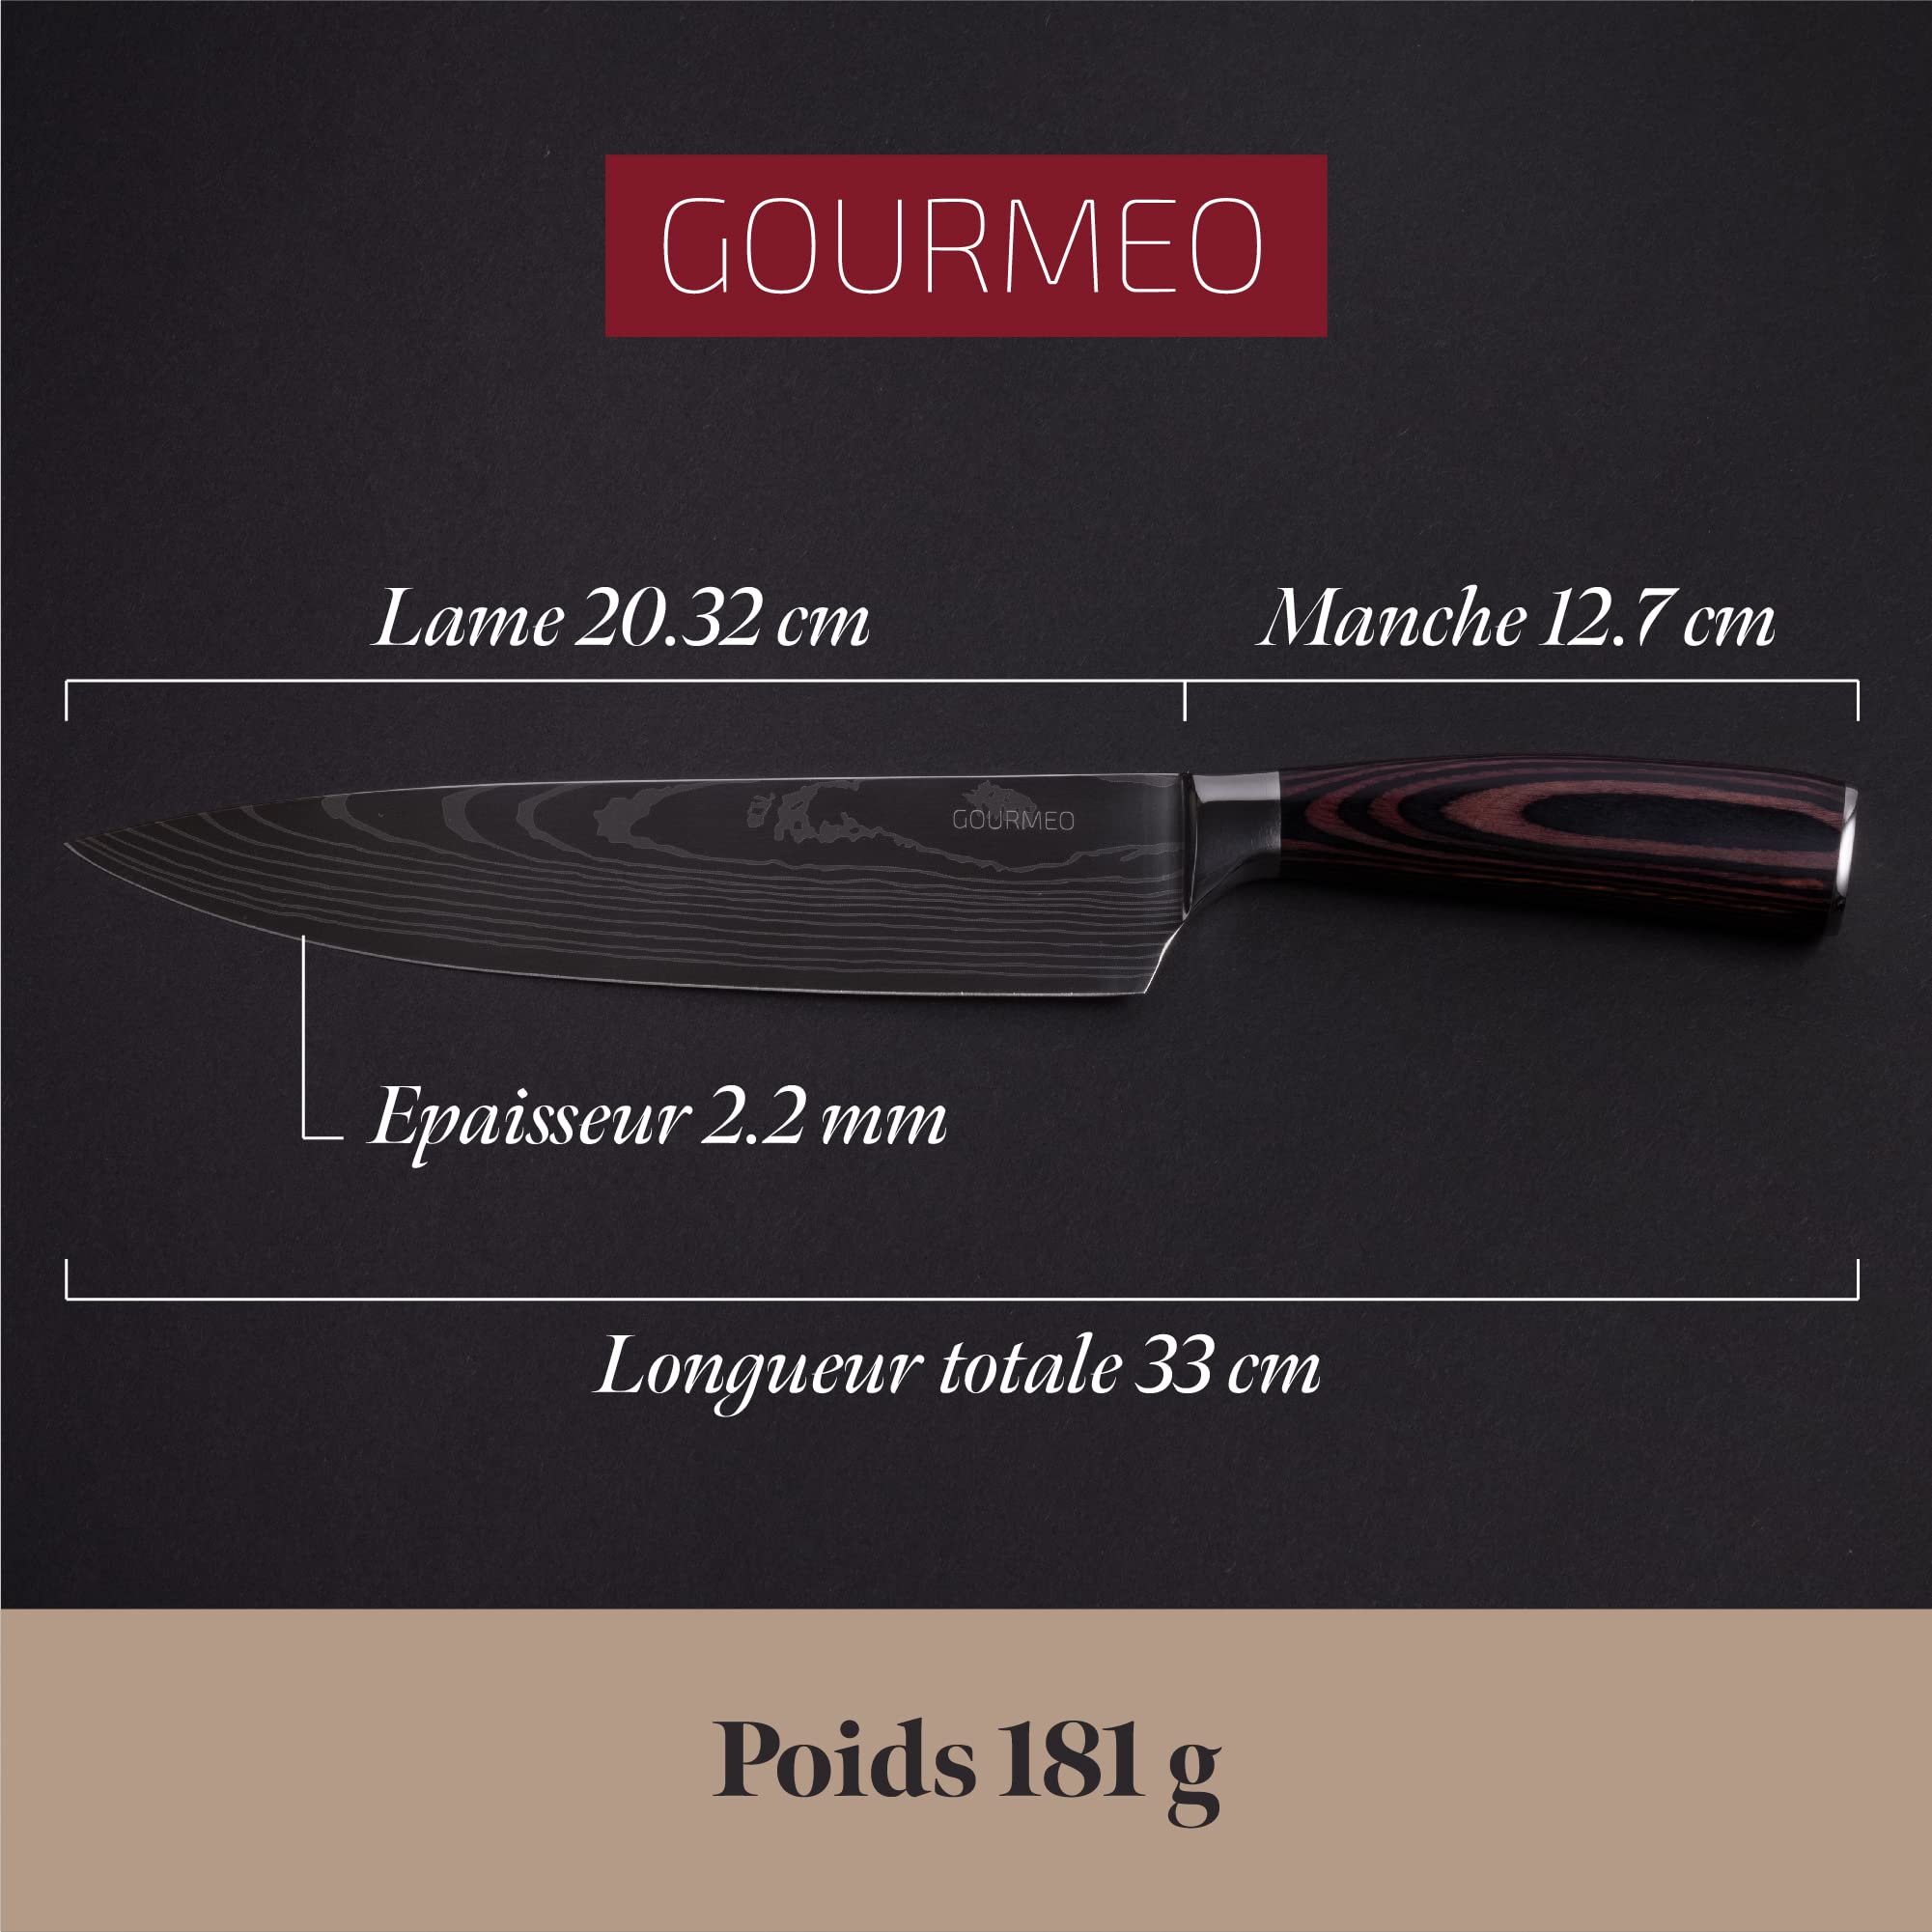 GOURMEO
Lame 20.32 cm
Manche 12.7 cm
GOURMEO
Epaisseur 2.2 mm
Longueur totale 33 cm
Poids 181 g